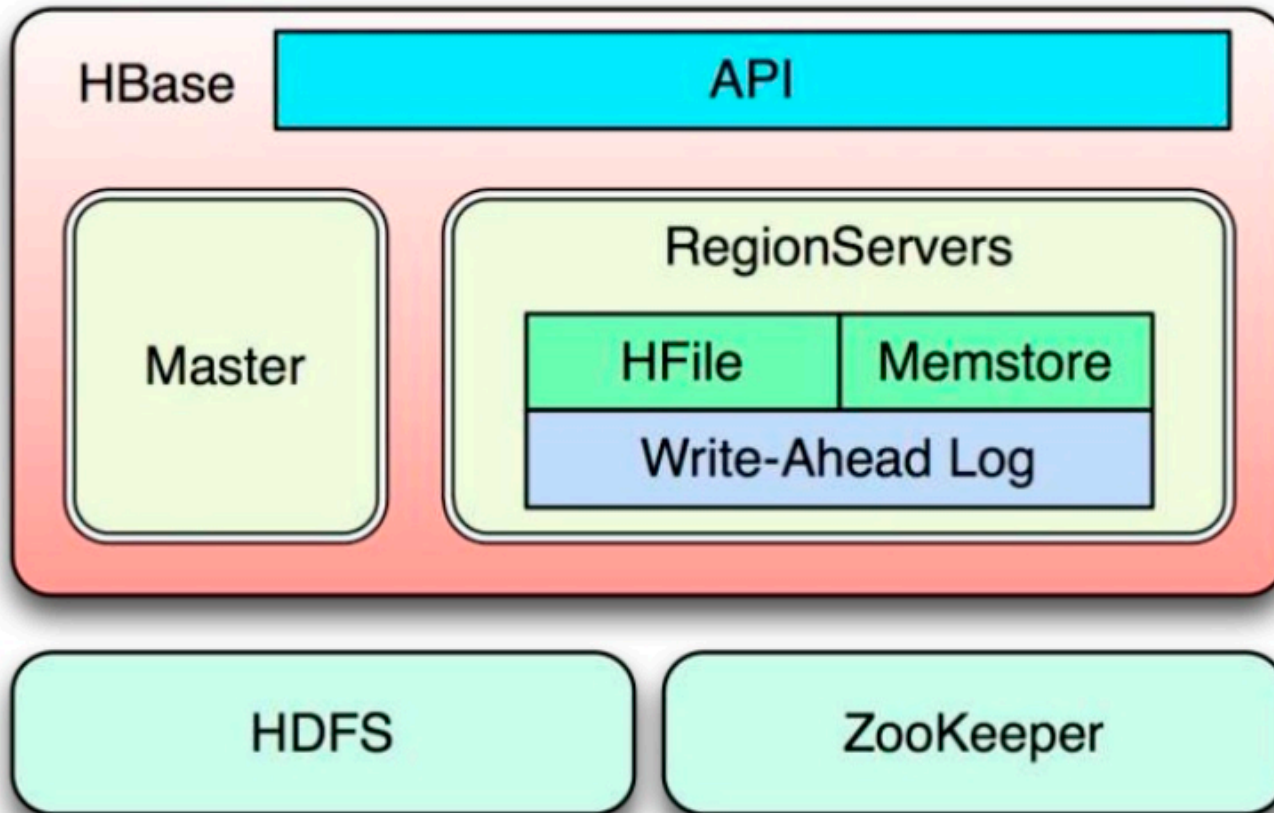 HBase
API
Master
RegionServers
HFile
Memstore
Write-Ahead Log
HDFS
ZooKeeper